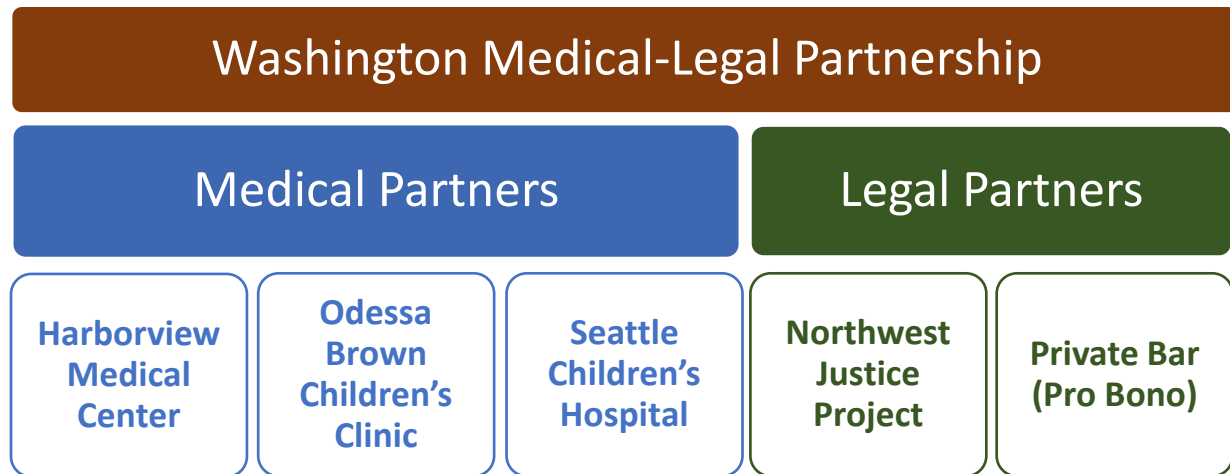 Washington Medical-Legal Partnership
Medical Partners
Legal Partners
Harborview
Medical
Center
Odessa
Brown
Children’s
Clinic
Seattle
Children’s
Hospital
Northwest
Justice
Project
Private Bar
(Pro Bono)